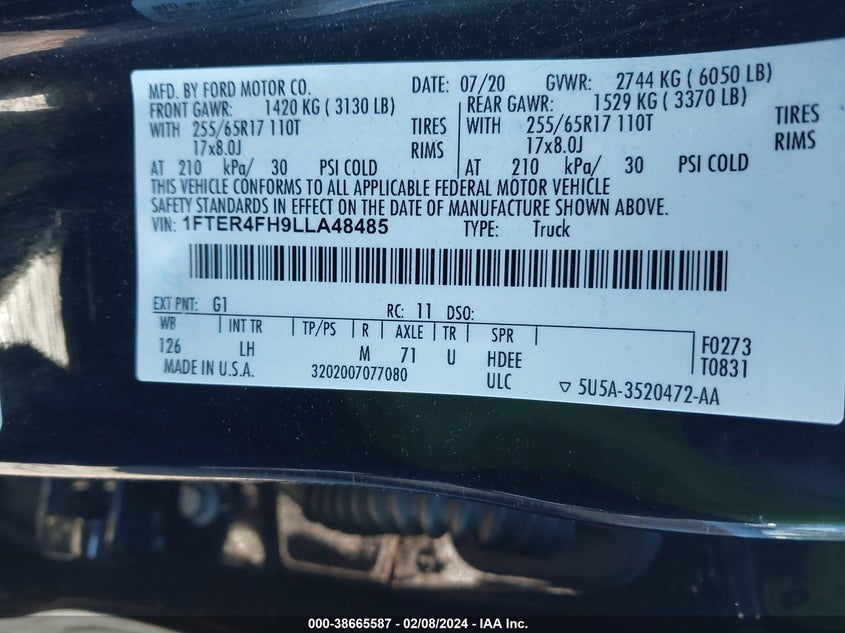 MFD. BY FORD MOTOR CO. DATE: 07/20 GVWR: 2744 KG ( 6050 LB)
FRONT GAWR: 1420 KG ( 3130 LB) REAR GAWR: 1529 KG ( 3370 LB)
WITH 255/65R17 110T TIRES WITH 255/65R17 110T TIRES
17x8.0J RIMS 17x8.0J RIMS
AT 210 kPa/ 30 PSI COLD AT 210 kPa/ 30 PSI COLD
THIS VEHICLE CONFORMS TO ALL APPLICABLE FEDERAL MOTOR VEHICLE
SAFETY STANDARDS IN EFFECT ON THE DATE OF MANUFACTURE SHOWN ABOVE.
VIN: 1FTER4FH9LLA48485 TYPE: Truck
EXT PNT: G1 RC: 11 DSO:
WB INT TR TP/PS R AXLE TR SPR F0273
126 LH M 71 U HDEE T0831
MADE IN U.S.A. 3202007077080 ULC ▽ 5U5A-3520472-AA
000-38665587 - 02/08/2024 - IAA Inc.